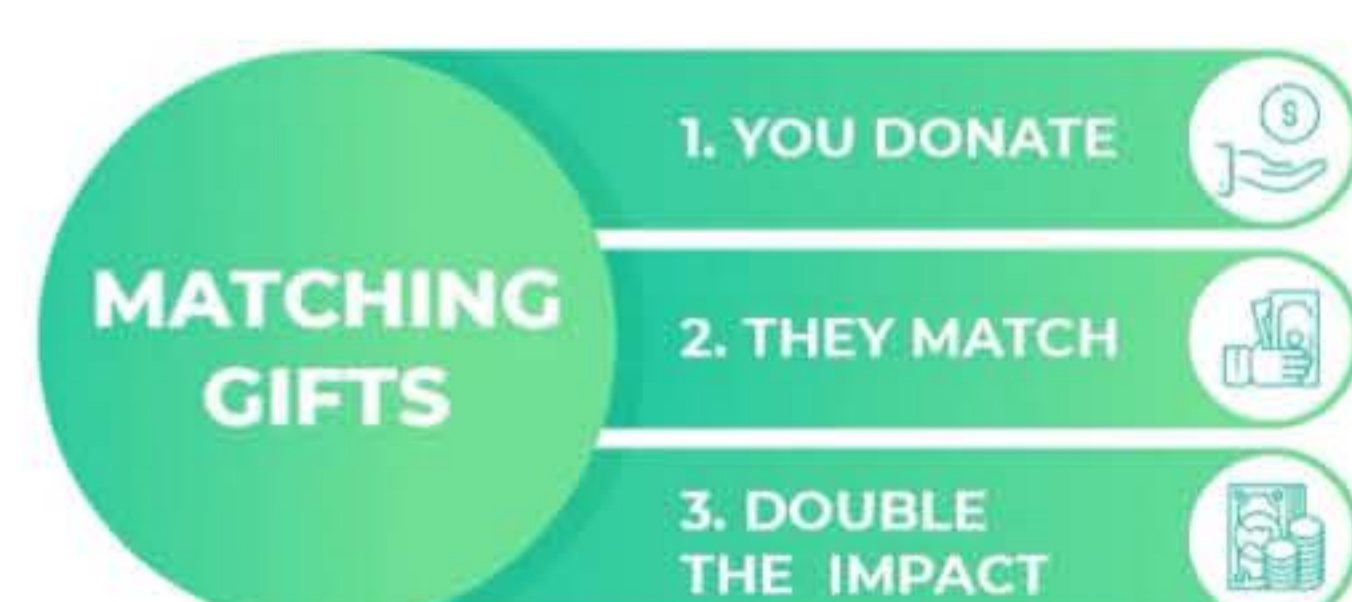 MATCHING
GIFTS
1. YOU DONATE
$
2. THEY MATCH
3. DOUBLE
THE IMPACT